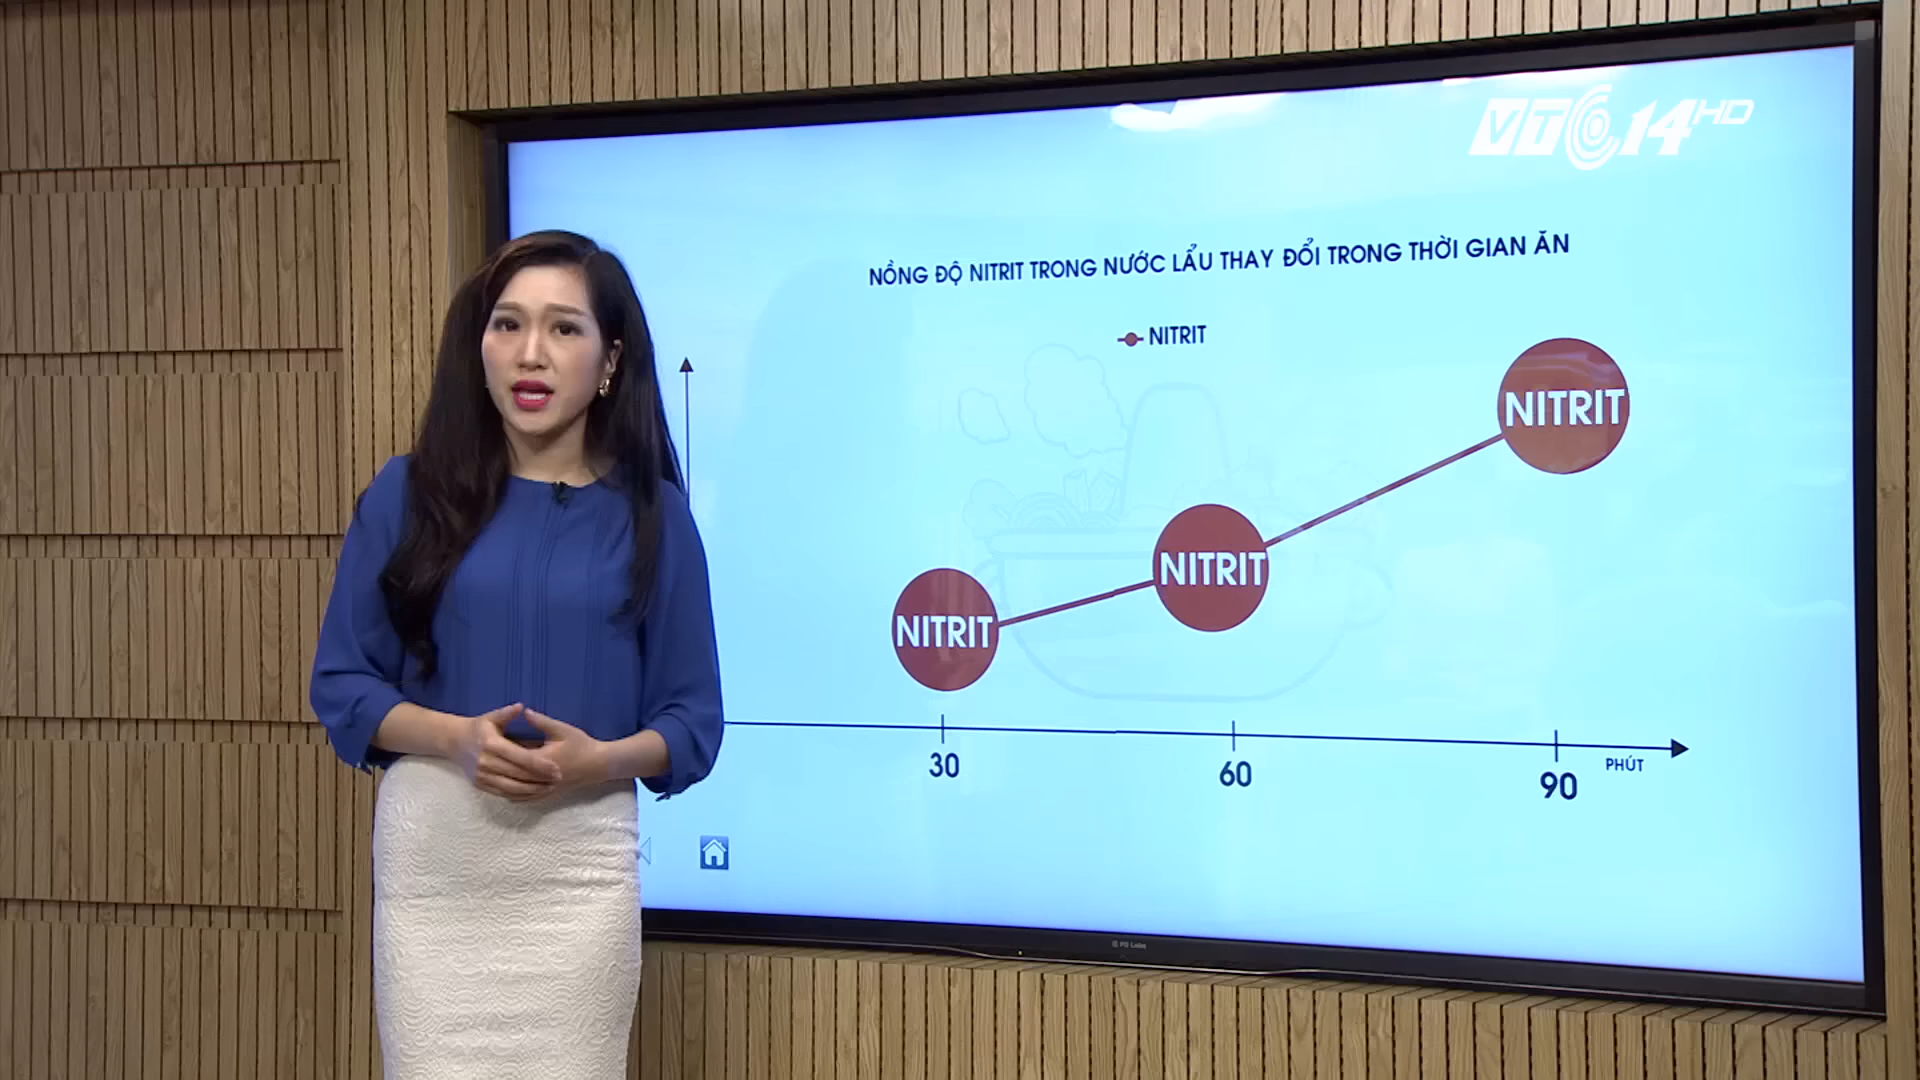 VTC14HD
NỒNG ĐỘ NITRIT TRONG NƯỚC LẨU THAY ĐỔI TRONG THỜI GIAN ĂN
NITRIT
NITRIT
NITRIT
NITRIT
30
60
90
PHÚT